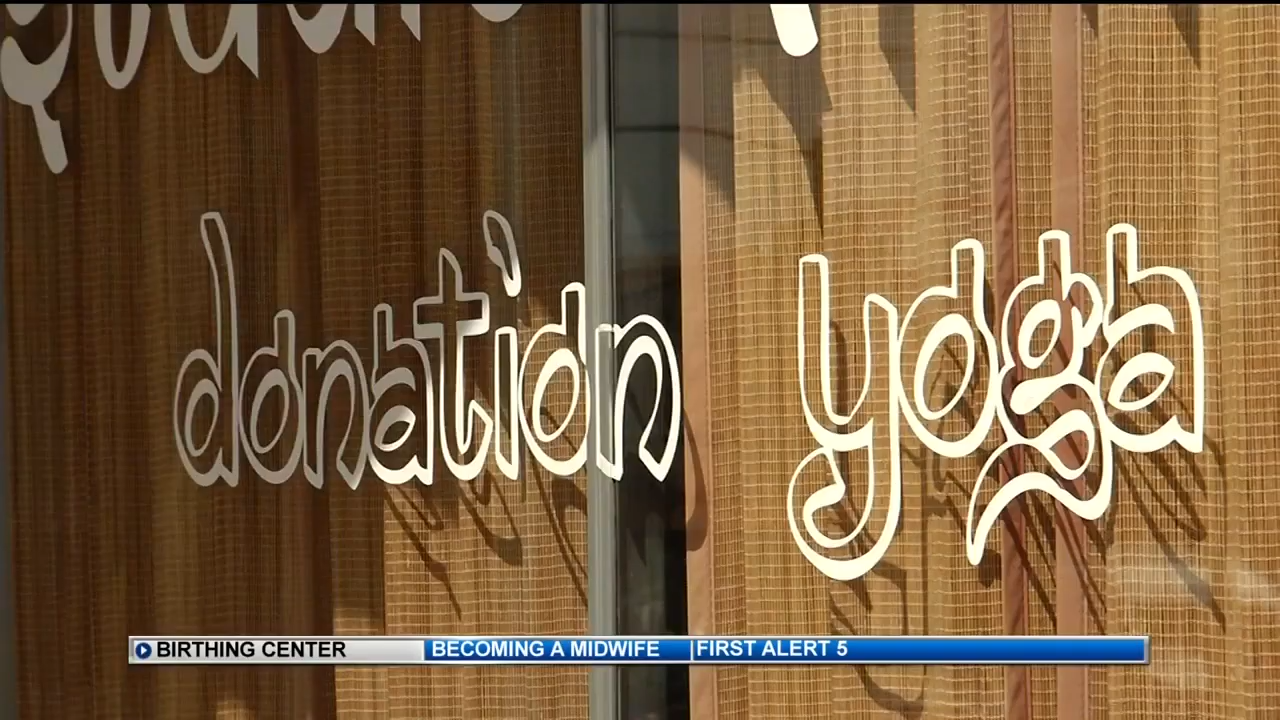 donation yoga
BIRTHING CENTER BECOMING A MIDWIFE FIRST ALERT 5